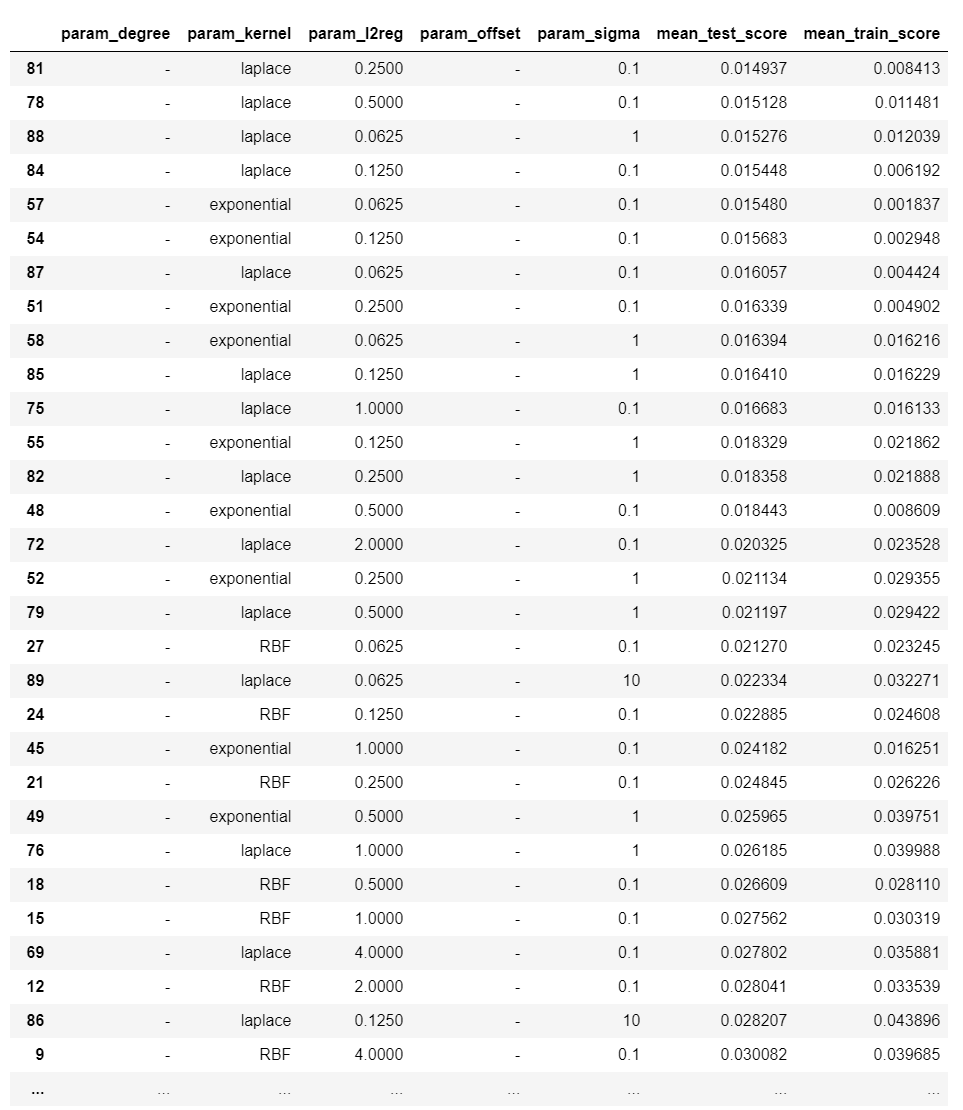 param_degree param_kernel param_l2reg param_offset param_sigma mean_test_score mean_train_score
81 - laplace 0.2500 - 0.1 0.014937 0.008413
78 - laplace 0.5000 - 0.1 0.015128 0.011481
88 - laplace 0.0625 - 1 0.015276 0.012039
84 - laplace 0.1250 - 0.1 0.015448 0.006192
57 - exponential 0.0625 - 0.1 0.015480 0.001837
54 - exponential 0.1250 - 0.1 0.015683 0.002948
87 - laplace 0.0625 - 0.1 0.016057 0.004424
51 - exponential 0.2500 - 0.1 0.016339 0.004902
58 - exponential 0.0625 - 1 0.016394 0.016216
85 - laplace 0.1250 - 1 0.016410 0.016229
75 - laplace 1.0000 - 0.1 0.016683 0.016133
55 - exponential 0.1250 - 1 0.018329 0.021862
82 - laplace 0.2500 - 1 0.018358 0.021888
48 - exponential 0.5000 - 0.1 0.018443 0.008609
72 - laplace 2.0000 - 0.1 0.020325 0.023528
52 - exponential 0.2500 - 1 0.021134 0.029355
79 - laplace 0.5000 - 1 0.021197 0.029422
27 - RBF 0.0625 - 0.1 0.021270 0.023245
89 - laplace 0.0625 - 10 0.022334 0.032271
24 - RBF 0.1250 - 0.1 0.022885 0.024608
45 - exponential 1.0000 - 0.1 0.024182 0.016251
21 - RBF 0.2500 - 0.1 0.024845 0.026226
49 - exponential 0.5000 - 1 0.025965 0.039751
76 - laplace 1.0000 - 1 0.026185 0.039988
18 - RBF 0.5000 - 0.1 0.026609 0.028110
15 - RBF 1.0000 - 0.1 0.027562 0.030319
69 - laplace 4.0000 - 0.1 0.027802 0.035881
12 - RBF 2.0000 - 0.1 0.028041 0.033539
86 - laplace 0.1250 - 10 0.028207 0.043896
9 - RBF 4.0000 - 0.1 0.030082 0.039685
... ... ... ... ... ... ... ...